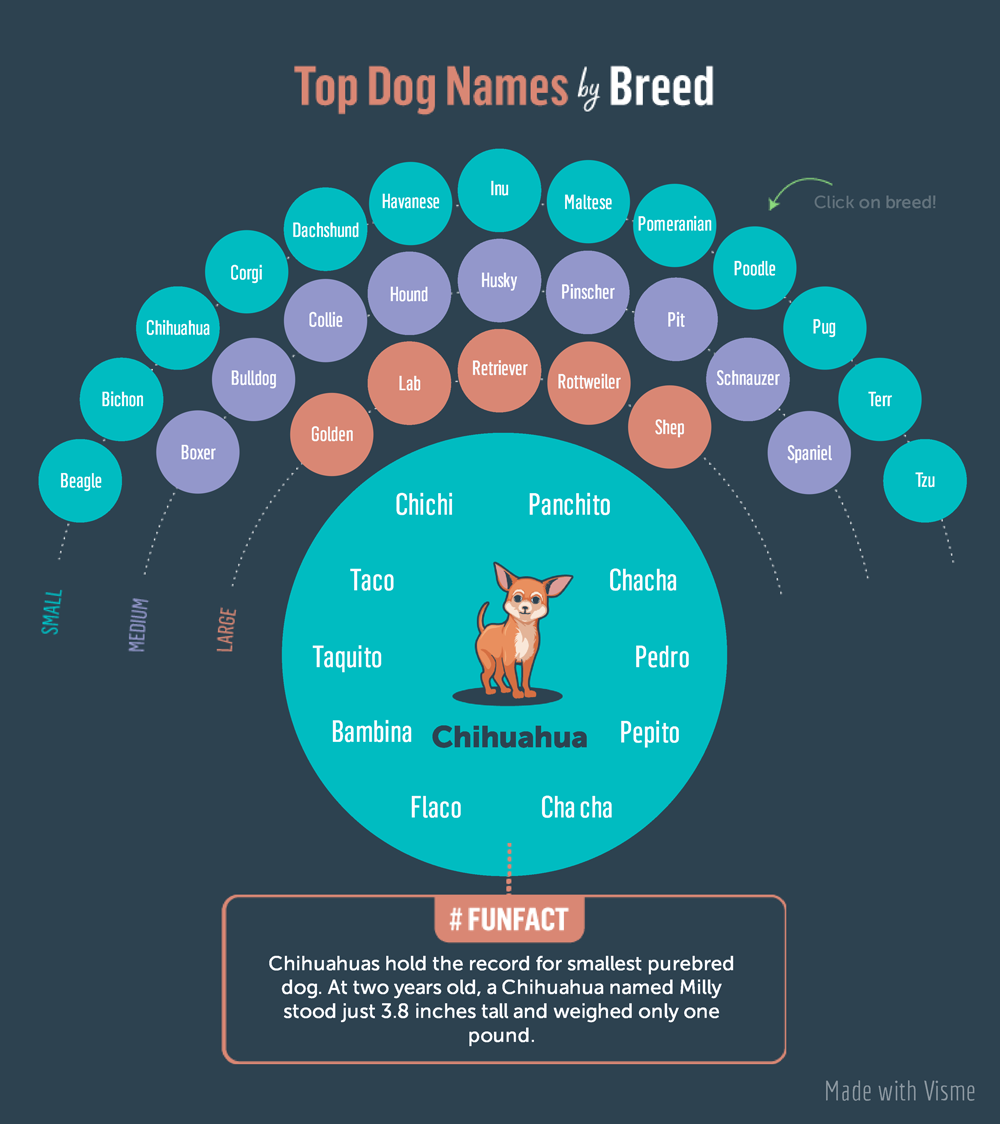 Top Dog Names by Breed
Click on breed!
Beagle
Bichon
Chihuahua
Corgi
Dachshund
Havanese
Inu
Maltese
Pomeranian
Poodle
Pug
Terr
Tzu
Boxer
Bulldog
Collie
Hound
Husky
Pinscher
Pit
Schnauzer
Spaniel
Golden
Lab
Retriever
Rottweiler
Shep
SMALL
MEDIUM
LARGE
Chichi
Panchito
Taco
Chacha
Taquito
Pedro
Bambina
Chihuahua
Pepito
Flaco
Cha cha
# FUNFACT
Chihuahuas hold the record for smallest purebred
dog. At two years old, a Chihuahua named Milly
stood just 3.8 inches tall and weighed only one
pound.
Made with Visme